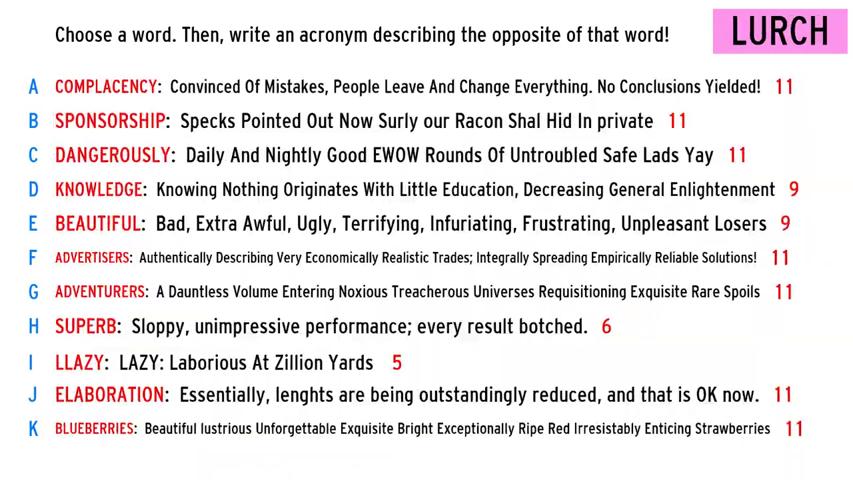 Choose a word. Then, write an acronym describing the opposite of that word!
LURCH
A COMPLACENCY: Convinced Of Mistakes, People Leave And Change Everything. No Conclusions Yielded! 11
B SPONSORSHIP: Specks Pointed Out Now Surly our Racon Shal Hid In private 11
C DANGEROUSLY: Daily And Nightly Good EWOW Rounds Of Untroubled Safe Lads Yay 11
D KNOWLEDGE: Knowing Nothing Originates With Little Education, Decreasing General Enlightenment 9
E BEAUTIFUL: Bad, Extra Awful, Ugly, Terrifying, Infuriating, Frustrating, Unpleasant Losers 9
F ADVERTISERS: Authentically Describing Very Economically Realistic Trades; Integrally Spreading Empirically Reliable Solutions! 11
G ADVENTURERS: A Dauntless Volume Entering Noxious Treacherous Universes Requisitioning Exquisite Rare Spoils 11
H SUPERB: Sloppy, unimpressive performance; every result botched. 6
I LLAZY: LAZY: Laborious At Zillion Yards 5
J ELABORATION: Essentially, lenghts are being outstandingly reduced, and that is OK now. 11
K BLUEBERRIES: Beautiful lustrious Unforgettable Exquisite Bright Exceptionally Ripe Red Irresistably Enticing Strawberries 11